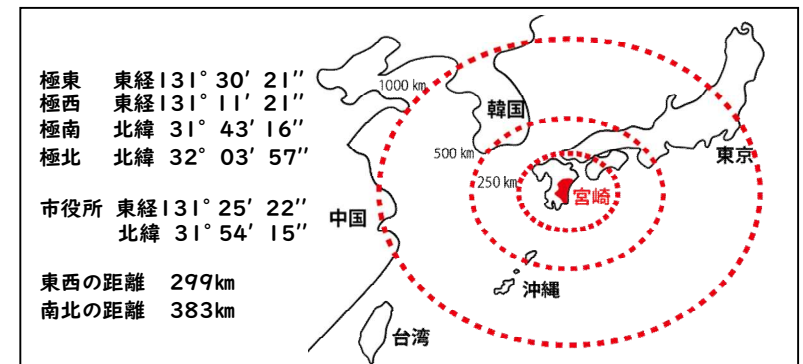 極東 東経131°30′21″
極西 東経131°11′21″
極南 北緯 31°43′16″
極北 北緯 32°03′57″
市役所 東経131°25′22″
北緯 31°54′15″
東西の距離 299km
南北の距離 383km
1000 km
韓国
500 km
東京
250 km
宮崎
中国
沖縄
台湾